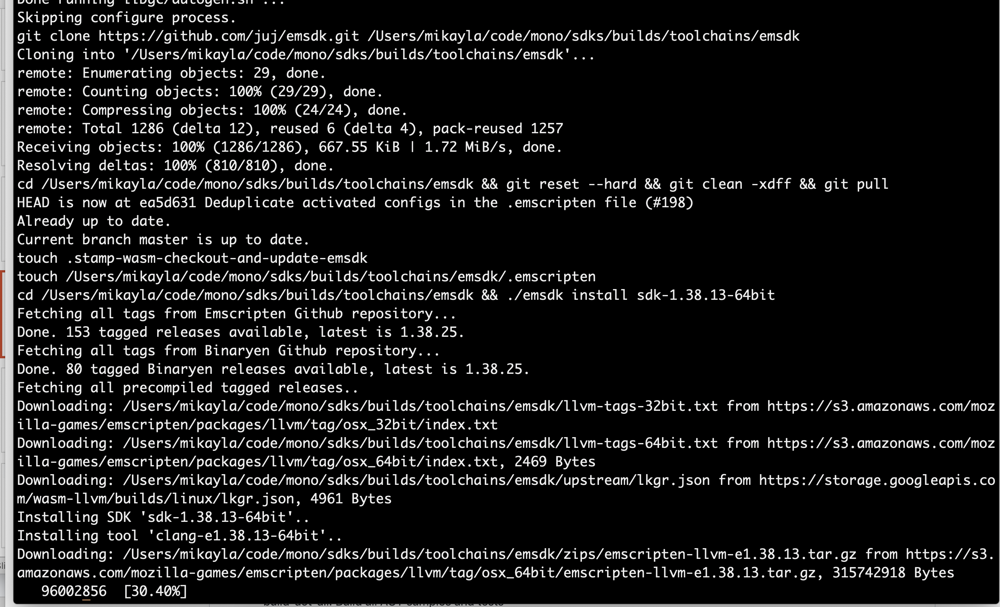 Done running libgc/autogen.sh ...
Skipping configure process.
git clone https://github.com/juj/emsdk.git /Users/mikayla/code/mono/sdks/builds/toolchains/emsdk
Cloning into '/Users/mikayla/code/mono/sdks/builds/toolchains/emsdk'...
remote: Enumerating objects: 29, done.
remote: Counting objects: 100% (29/29), done.
remote: Compressing objects: 100% (24/24), done.
remote: Total 1286 (delta 12), reused 6 (delta 4), pack-reused 1257
Receiving objects: 100% (1286/1286), 667.55 KiB | 1.72 MiB/s, done.
Resolving deltas: 100% (810/810), done.
cd /Users/mikayla/code/mono/sdks/builds/toolchains/emsdk && git reset --hard && git clean -xdff && git pull
HEAD is now at ea5d631 Deduplicate activated configs in the .emscripten file (#198)
Already up to date.
Current branch master is up to date.
touch .stamp-wasm-checkout-and-update-emsdk
touch /Users/mikayla/code/mono/sdks/builds/toolchains/emsdk/.emscripten
cd /Users/mikayla/code/mono/sdks/builds/toolchains/emsdk && ./emsdk install sdk-1.38.13-64bit
Fetching all tags from Emscripten Github repository...
Done. 153 tagged releases available, latest is 1.38.25.
Fetching all tags from Binaryen Github repository...
Done. 80 tagged Binaryen releases available, latest is 1.38.25.
Fetching all precompiled tagged releases..
Downloading: /Users/mikayla/code/mono/sdks/builds/toolchains/emsdk/llvm-tags-32bit.txt from https://s3.amazonaws.com/moz
illa-games/emscripten/packages/llvm/tag/osx_32bit/index.txt
Downloading: /Users/mikayla/code/mono/sdks/builds/toolchains/emsdk/llvm-tags-64bit.txt from https://s3.amazonaws.com/moz
illa-games/emscripten/packages/llvm/tag/osx_64bit/index.txt, 2469 Bytes
Downloading: /Users/mikayla/code/mono/sdks/builds/toolchains/emsdk/upstream/lkgr.json from https://storage.googleapis.co
m/wasm-llvm/builds/linux/lkgr.json, 4961 Bytes
Installing SDK 'sdk-1.38.13-64bit'..
Installing tool 'clang-e1.38.13-64bit'..
Downloading: /Users/mikayla/code/mono/sdks/builds/toolchains/emsdk/zips/emscripten-llvm-e1.38.13.tar.gz from https://s3.
amazonaws.com/mozilla-games/emscripten/packages/llvm/tag/osx_64bit/emscripten-llvm-e1.38.13.tar.gz, 315742918 Bytes
96002856 [30.40%]